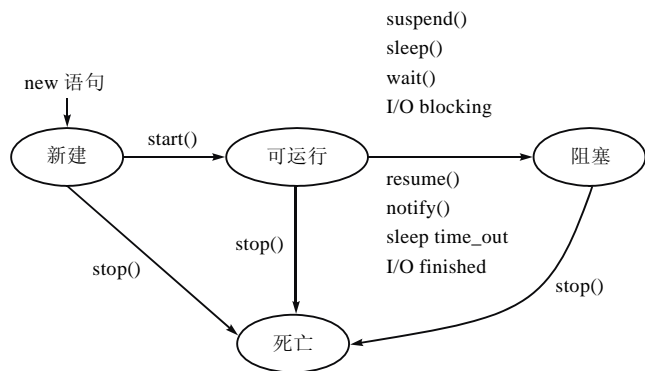 suspend()
sleep()
wait()
I/O blocking
new 语句
start()
新建
可运行
阻塞
resume()
notify()
sleep time_out
I/O finished
stop()
stop()
stop()
死亡